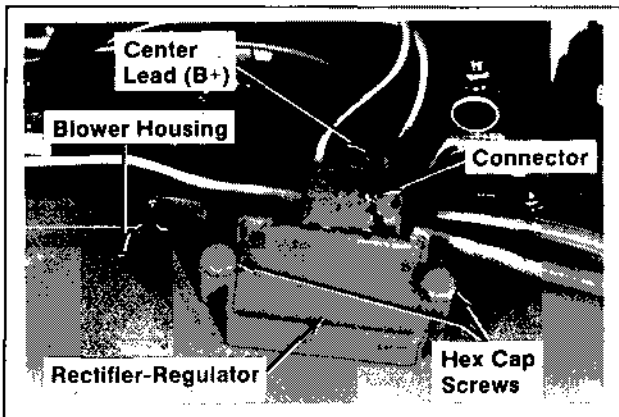 Center
Lead (B+)
Blower Housing
Connector
Rectifier-Regulator
Hex Cap
Screws